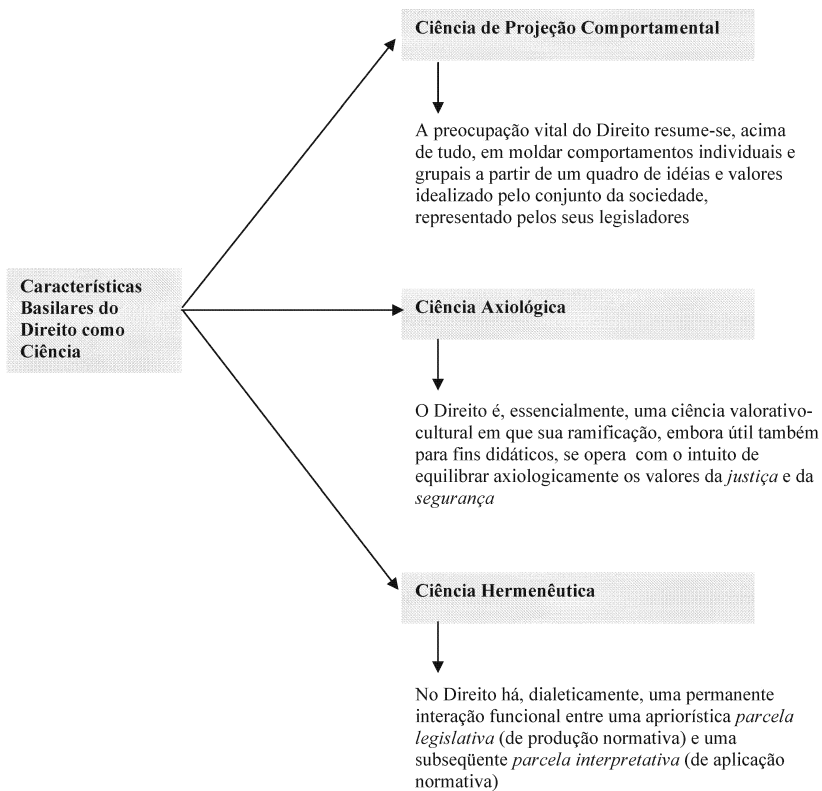 Ciência de Projeção Comportamental
A preocupação vital do Direito resume-se, acima
de tudo, em moldar comportamentos individuais e
grupais a partir de um quadro de idéias e valores
idealizado pelo conjunto da sociedade,
representado pelos seus legisladores
Características
Basilares do
Direito como
Ciência
Ciência Axiológica
O Direito é, essencialmente, uma ciência valorativo-
cultural em que sua ramificação, embora útil também
para fins didáticos, se opera com o intuito de
equilibrar axiologicamente os valores da justiça e da
segurança
Ciência Hermenêutica
No Direito há, dialeticamente, uma permanente
interação funcional entre uma apriorística parcela
legislativa (de produção normativa) e uma
subseqüente parcela interpretativa (de aplicação
normativa)